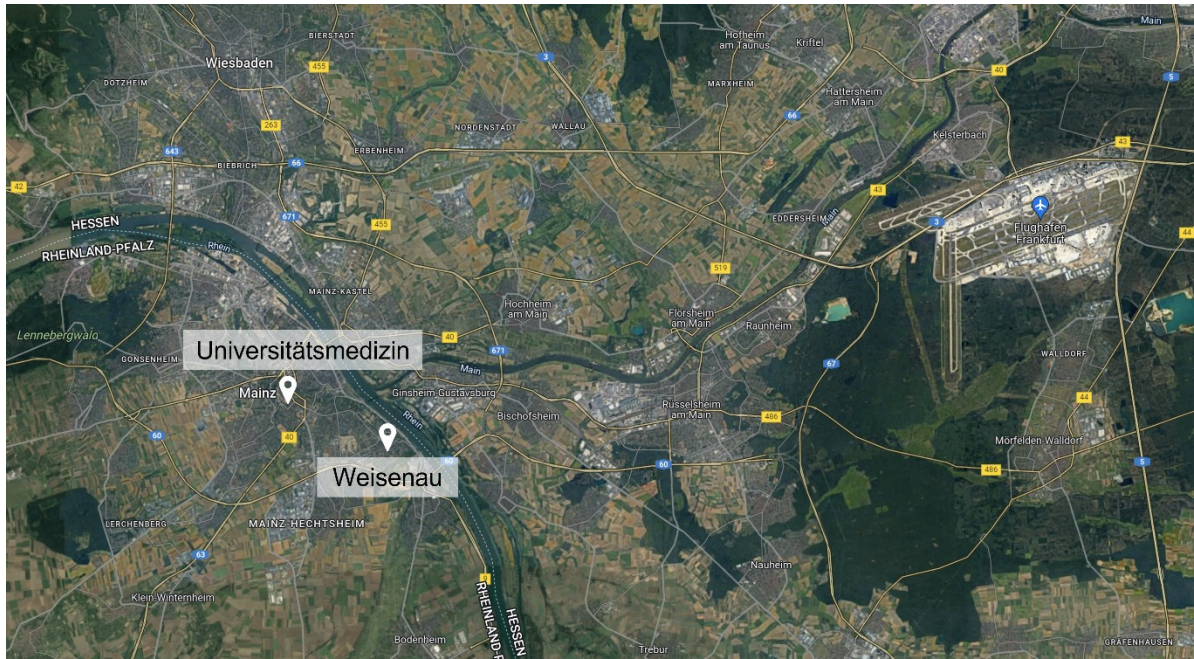 BIERSTADT
Wiesbaden
455
DOTZHEIM
3
Hofheim
am Taunus
Kriftel
Main
40
5
MARXHEIM
Hattersheim
am Main
263
NORDENSTADT
WALLAU
66
Kelsterbach
643
BIEBRICH
66
ERBENHEIM
43
43
42
671
455
EDDERSHEIM
Main
3
Flughafen
Frankfurt
44
HESSEN
RHEINLAND-PFALZ
Rhein
519
MAINZ-KASTEL
Hochheim
am Main
Flörsheim
am Main
Raunheim
Lennebergwald
40
671
WALLDORF
GONSENHEIM
Universitätsmedizin
Main
67
Mainz
Ginsheim-Gustavsburg
Rhein
Bischofsheim
Rüsselsheim
am Main
486
44
60
40
Mörfelden-Walldorf
60
60
486
5
Weisenau
LERCHENBERG
MAINZ-HECHTSHEIM
63
Nauheim
9
Klein-Winternheim
HESSEN
RHEINLAND-P
Bodenheim
Trebur
GRÄFENHAUSEN